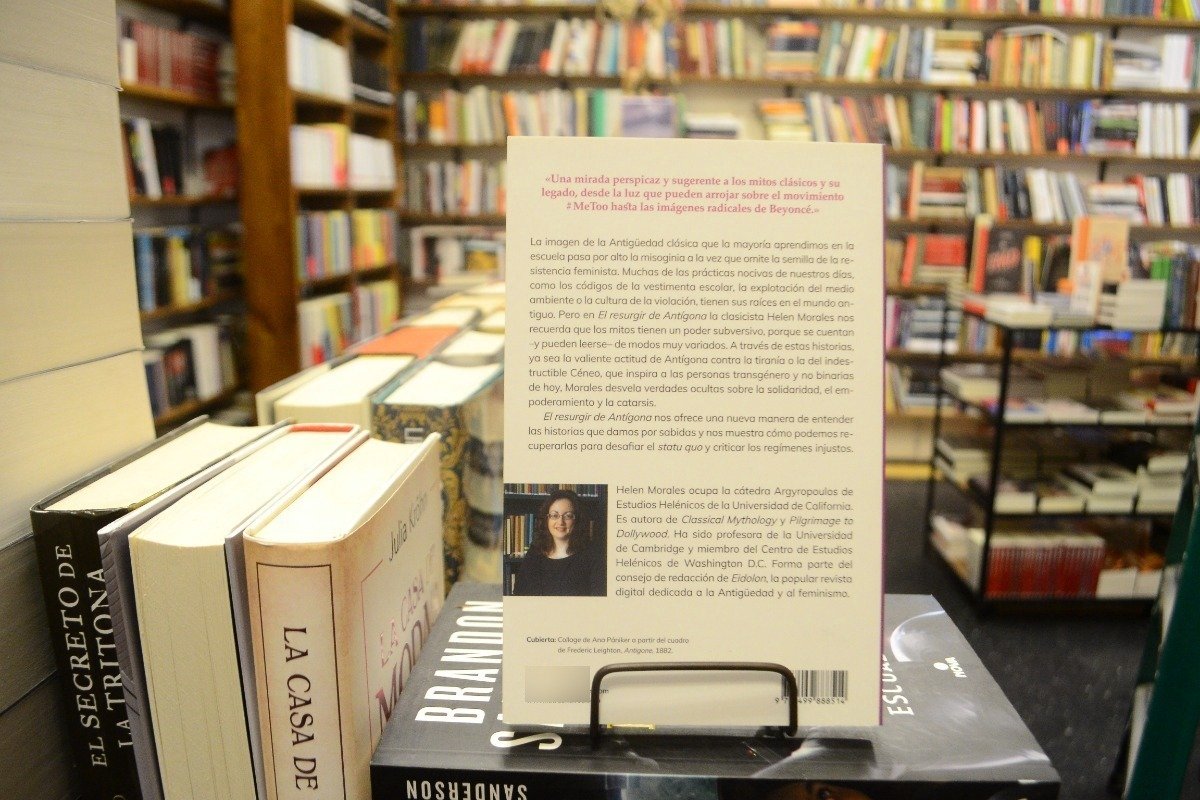 «Una mirada perspicaz y sugerente a los mitos clásicos y su
legado, desde la luz que pueden arrojar sobre el movimiento
#MeToo hasta las imágenes radicales de Beyoncé.»
La imagen de la Antigüedad clásica que la mayoría aprendimos en la
escuela pasa por alto la misoginia a la vez que omite la semilla de la re-
sistencia feminista. Muchas de las prácticas nocivas de nuestros días,
como los códigos de la vestimenta escolar, la explotación del medio
ambiente o la cultura de la violación, tienen sus raíces en el mundo an-
tiguo. Pero en El resurgir de Antígona la clasicista Helen Morales nos
recuerda que los mitos tienen un poder subversivo, porque se cuentan
–y pueden leerse– de modos muy variados. A través de estas historias,
ya sea la valiente actitud de Antígona contra la tiranía o la del indes-
tructible Céneo, que inspira a las personas transgénero y no binarias
de hoy, Morales desvela verdades ocultas sobre la solidaridad, el em-
poderamiento y la catarsis.
El resurgir de Antígona nos ofrece una nueva manera de entender
las historias que damos por sabidas y nos muestra cómo podemos re-
cuperarlas para desafiar el statu quo y criticar los regímenes injustos.
Helen Morales ocupa la cátedra Argyropoulos de
Estudios Helénicos de la Universidad de California.
Es autora de Classical Mythology y Pilgrimage to
Dollywood. Ha sido profesora de la Universidad
de Cambridge y miembro del Centro de Estudios
Helénicos de Washington D.C. Forma parte del
consejo de redacción de Eidolon, la popular revista
digital dedicada a la Antigüedad y al feminismo.
Cubierta: Collage de Ana Pániker a partir del cuadro
de Frederic Leighton, Antigone, 1882.
EL SECRETO DE
LA TRITONA
LA CASA DE
Julia Kröhn
LA CASA
BRANDON
NOVA
SANDERSON